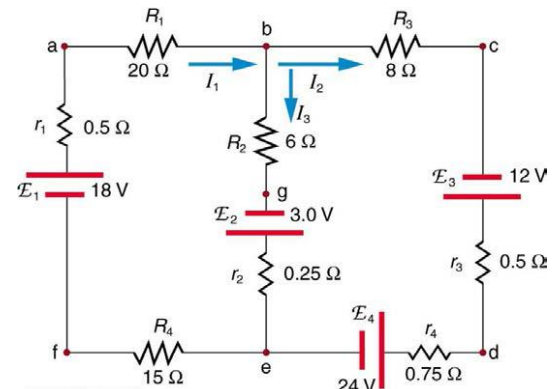 R₁
R₃
a
b
c
20 Ω
I₁
I₂
8 Ω
I₃
r₁
0.5 Ω
R₂
6 Ω
ℰ₁
18 V
g
ℰ₂
3.0 V
ℰ₃
12 V
r₂
0.25 Ω
r₃
0.5 Ω
R₄
ℰ₄
r₄
f
e
d
15 Ω
24 V
0.75 Ω